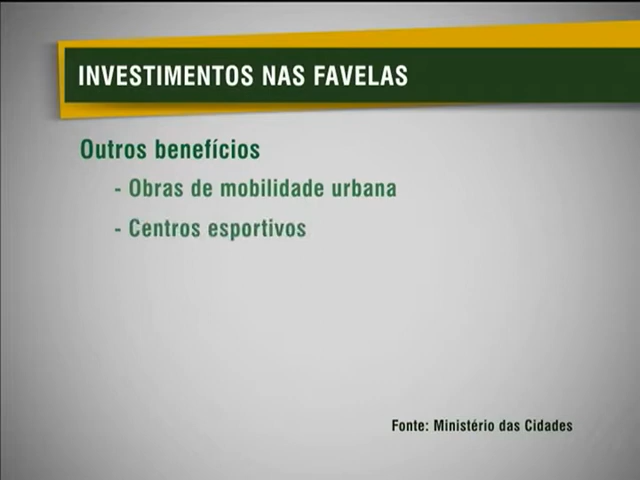 INVESTIMENTOS NAS FAVELAS
Outros benefícios
- Obras de mobilidade urbana
- Centros esportivos
Fonte: Ministério das Cidades